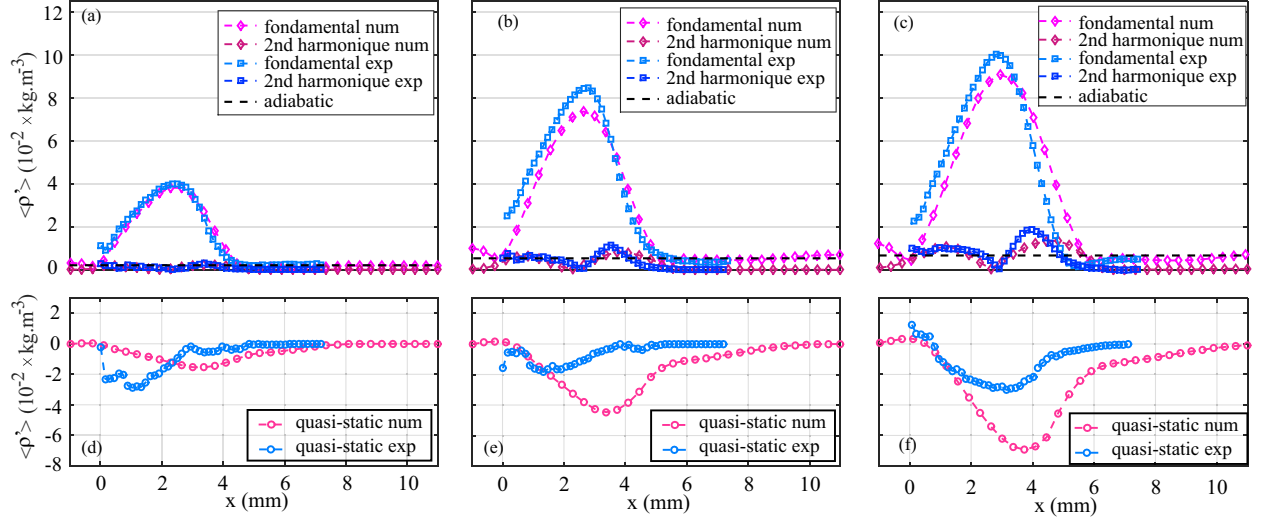 (a)
fondamental num
2nd harmonique num
fondamental exp
2nd harmonique exp
adiabatic
(b)
fondamental num
2nd harmonique num
fondamental exp
2nd harmonique exp
adiabatic
(c)
fondamental num
2nd harmonique num
fondamental exp
2nd harmonique exp
adiabatic
<ρ'> (10⁻² × kg.m⁻³)
12
10
8
6
4
2
0
<ρ'> (10⁻² × kg.m⁻³)
2
0
-2
-4
-6
-8
(d)
quasi-static num
quasi-static exp
(e)
quasi-static num
quasi-static exp
(f)
quasi-static num
quasi-static exp
0 2 4 6 8 10
0 2 4 6 8 10
0 2 4 6 8 10
x (mm)
x (mm)
x (mm)